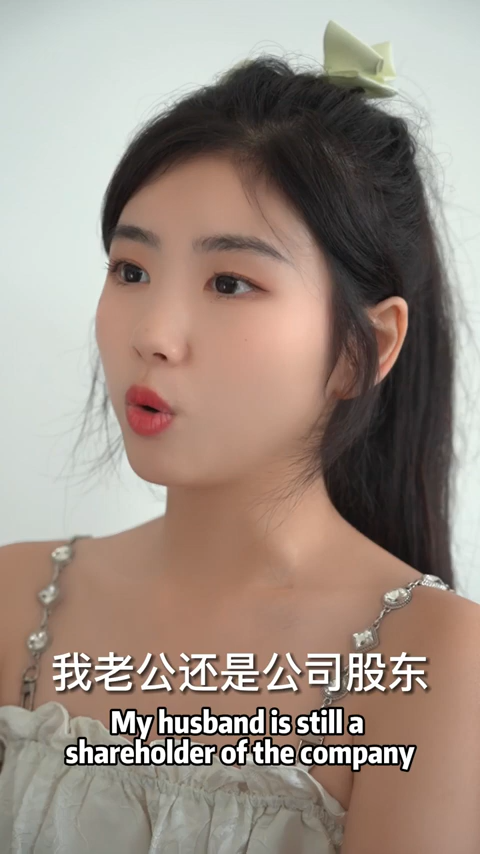 我老公还是公司股东
My husband is still a
shareholder of the company